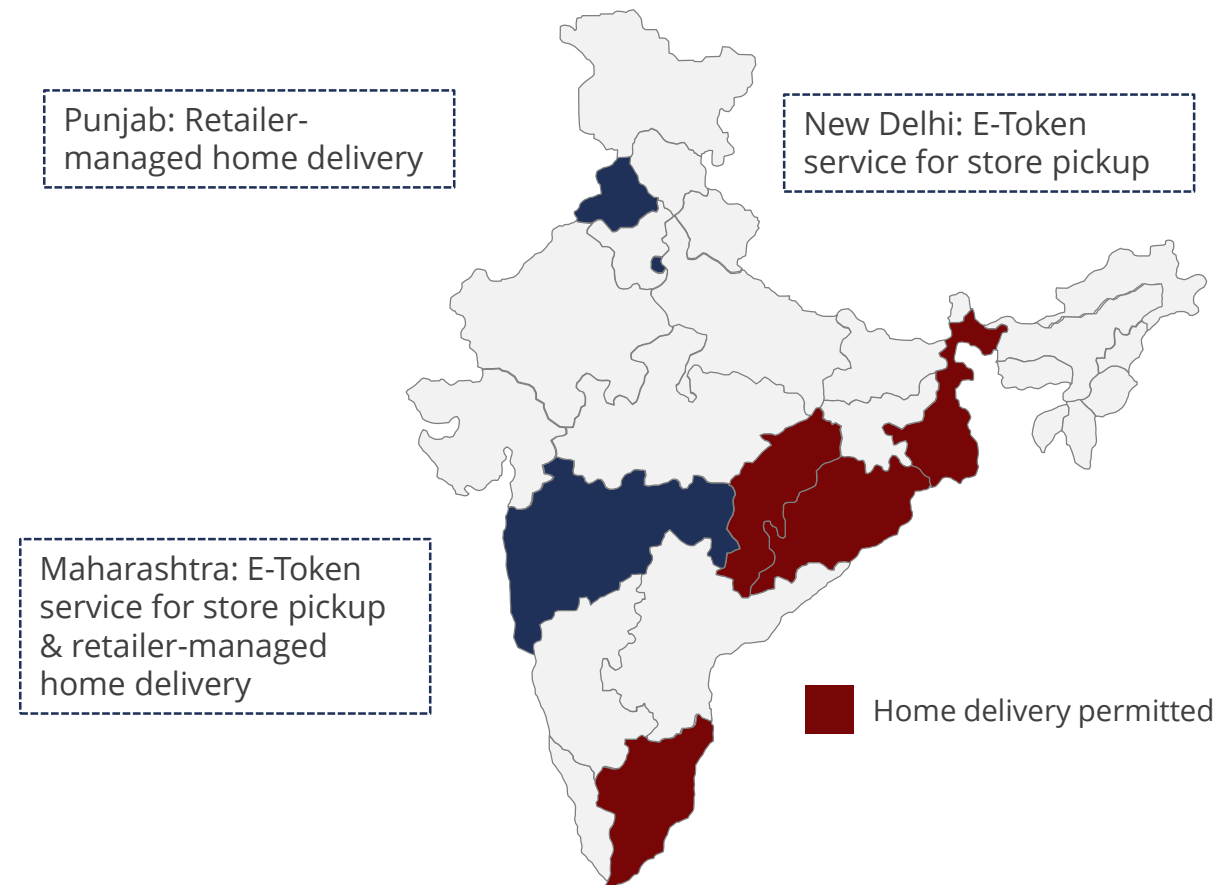 Punjab: Retailer-
managed home delivery
New Delhi: E-Token
service for store pickup
Maharashtra: E-Token
service for store pickup
& retailer-managed
home delivery
Home delivery permitted